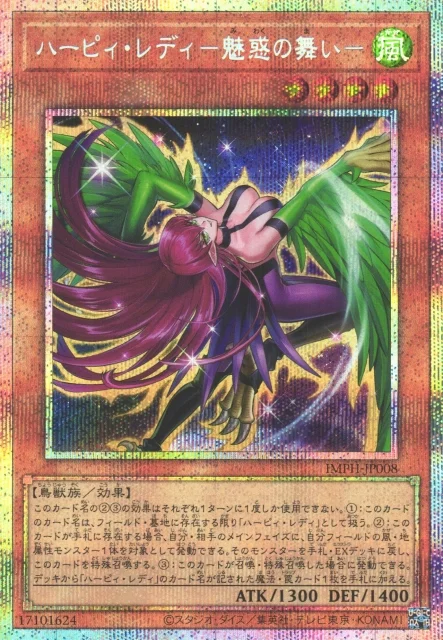 ハーピィ・レディー魅惑の舞いー
風
IMPH-JP008
【鳥獣族/効果】
このカード名の②③の効果はそれぞれ1ターンに1度しか使用できない。①:このカード
のカード名は、フィールド・墓地に存在する限り「ハーピィ・レディ」として扱う。②:この
カードが手札に存在する場合、自分・相手のメインフェイズに、自分フィールドの風・地
属性モンスター1体を対象として発動できる。そのモンスターを手札・EXデッキに戻し、
このカードを特殊召喚する。③:このカードが召喚・特殊召喚した場合に発動できる。
デッキから「ハーピィ・レディ」のカード名が記された魔法・罠カード1枚を手札に加える。
ATK/1300 DEF/1400
17101624 ©スタジオ・ダイス/集英社・テレビ東京・KONAMI